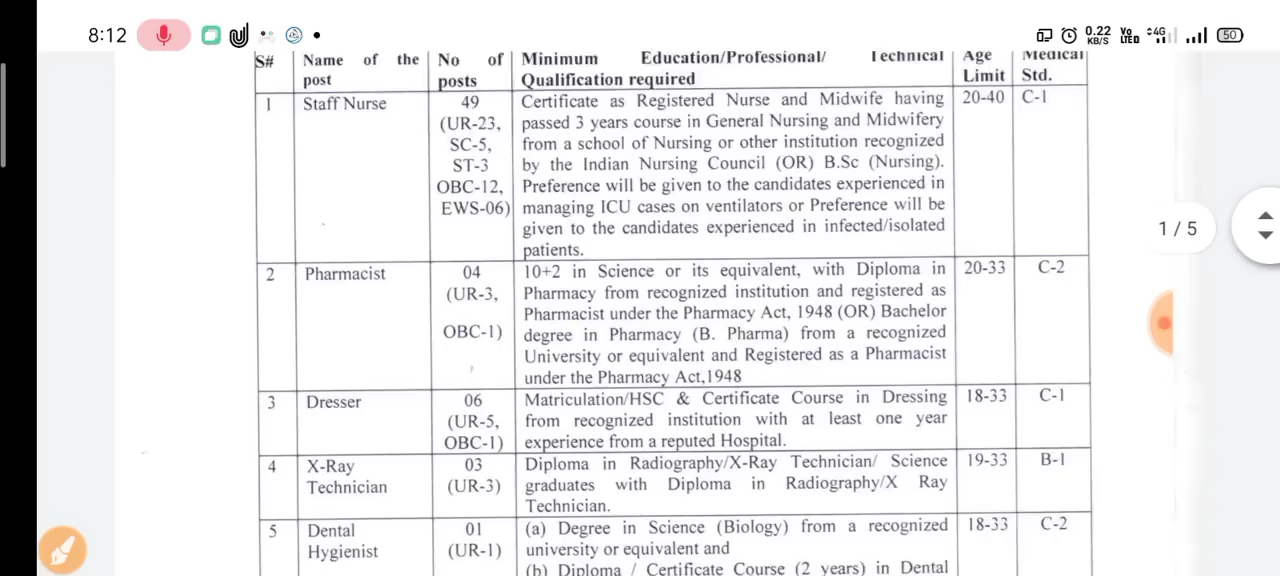 8:12
0.22
KB/S
Vo
LTE
4G
50
S#
Name of the
post
No of
posts
Minimum Education/Professional/ Technical
Qualification required
Age
Limit
Medical
Std.
1
Staff Nurse
49
(UR-23,
SC-5,
ST-3
OBC-12,
EWS-06)
Certificate as Registered Nurse and Midwife having
passed 3 years course in General Nursing and Midwifery
from a school of Nursing or other institution recognized
by the Indian Nursing Council (OR) B.Sc (Nursing).
Preference will be given to the candidates experienced in
managing ICU cases on ventilators or Preference will be
given to the candidates experienced in infected/isolated
patients.
20-40
C-1
2
Pharmacist
04
(UR-3,
OBC-1)
10+2 in Science or its equivalent, with Diploma in
Pharmacy from recognized institution and registered as
Pharmacist under the Pharmacy Act, 1948 (OR) Bachelor
degree in Pharmacy (B. Pharma) from a recognized
University or equivalent and Registered as a Pharmacist
under the Pharmacy Act,1948
20-33
C-2
3
Dresser
06
(UR-5,
OBC-1)
Matriculation/HSC & Certificate Course in Dressing
from recognized institution with at least one year
experience from a reputed Hospital.
18-33
C-1
4
X-Ray
Technician
03
(UR-3)
Diploma in Radiography/X-Ray Technician/ Science
graduates with Diploma in Radiography/X Ray
Technician.
19-33
B-1
5
Dental
Hygienist
01
(UR-1)
(a) Degree in Science (Biology) from a recognized
university or equivalent and
(b) Diploma / Certificate Course (2 years) in Dental
18-33
C-2
1 / 5